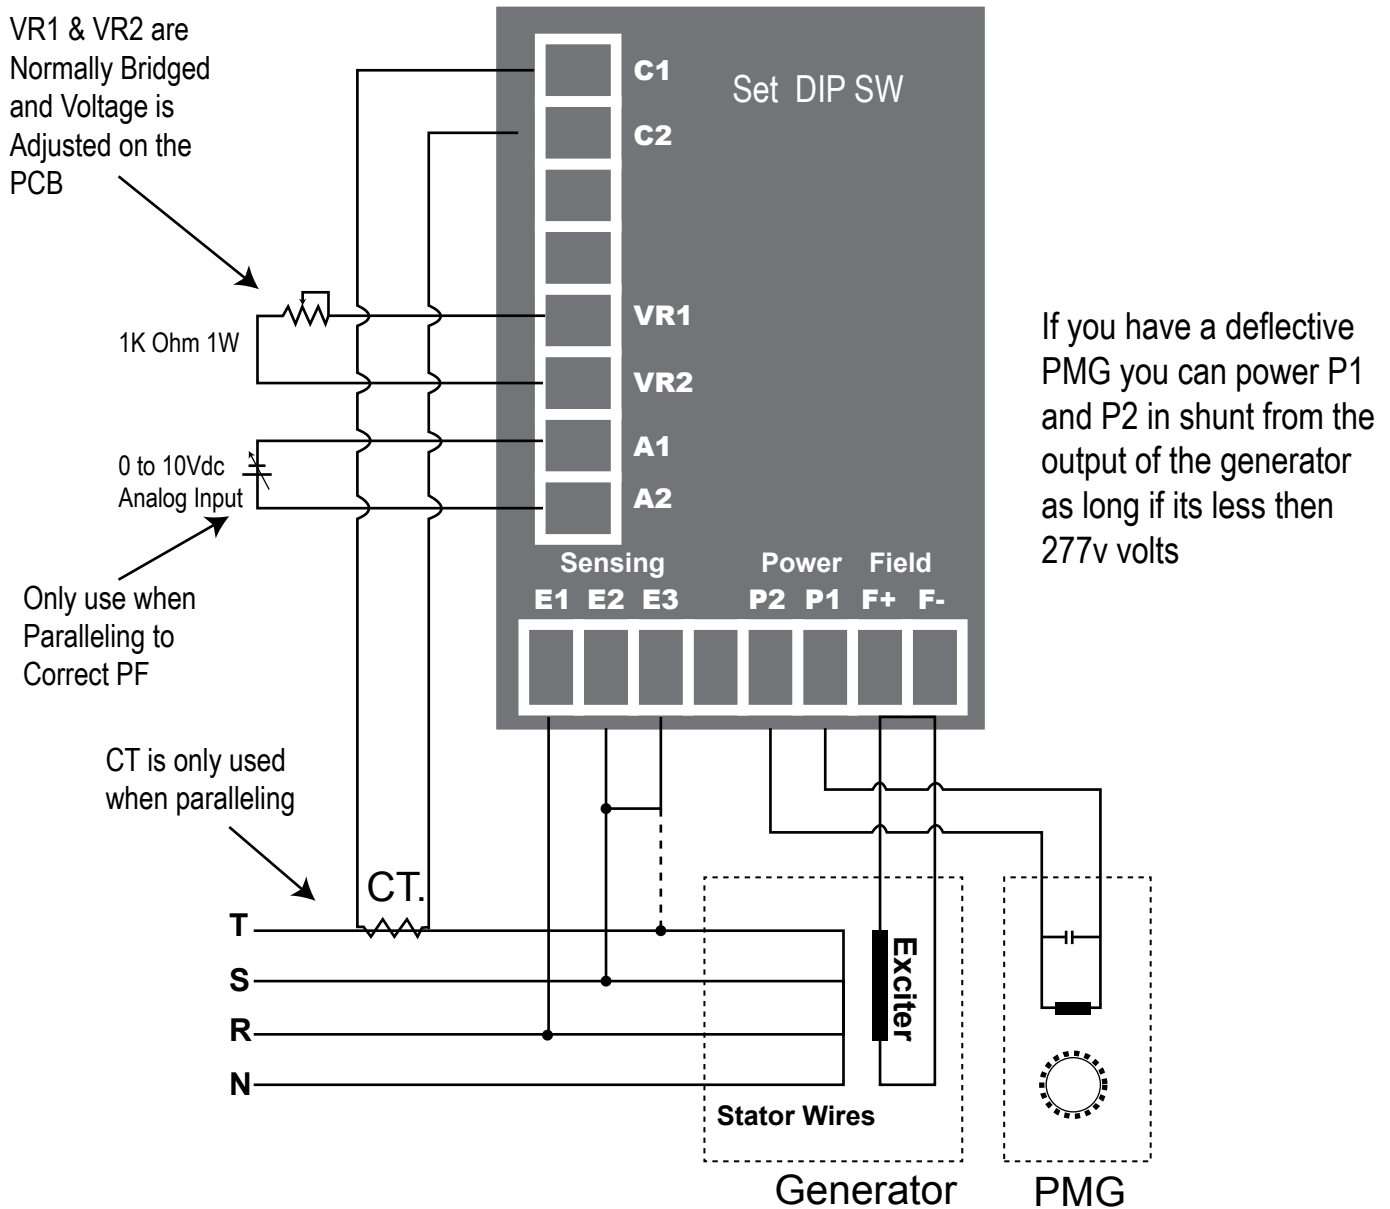 VR1 & VR2 are
Normally Bridged
and Voltage is
Adjusted on the
PCB
C1
Set DIP SW
C2
VR1
1K Ohm 1W
VR2
A1
0 to 10Vdc
Analog Input
A2
If you have a deflective
PMG you can power P1
and P2 in shunt from the
output of the generator
as long if its less then
277v volts
Sensing
Power
Field
E1 E2 E3
P2 P1 F+ F-
Only use when
Paralleling to
Correct PF
CT is only used
when paralleling
CT.
T
S
R
N
Exciter
Stator Wires
Generator
PMG